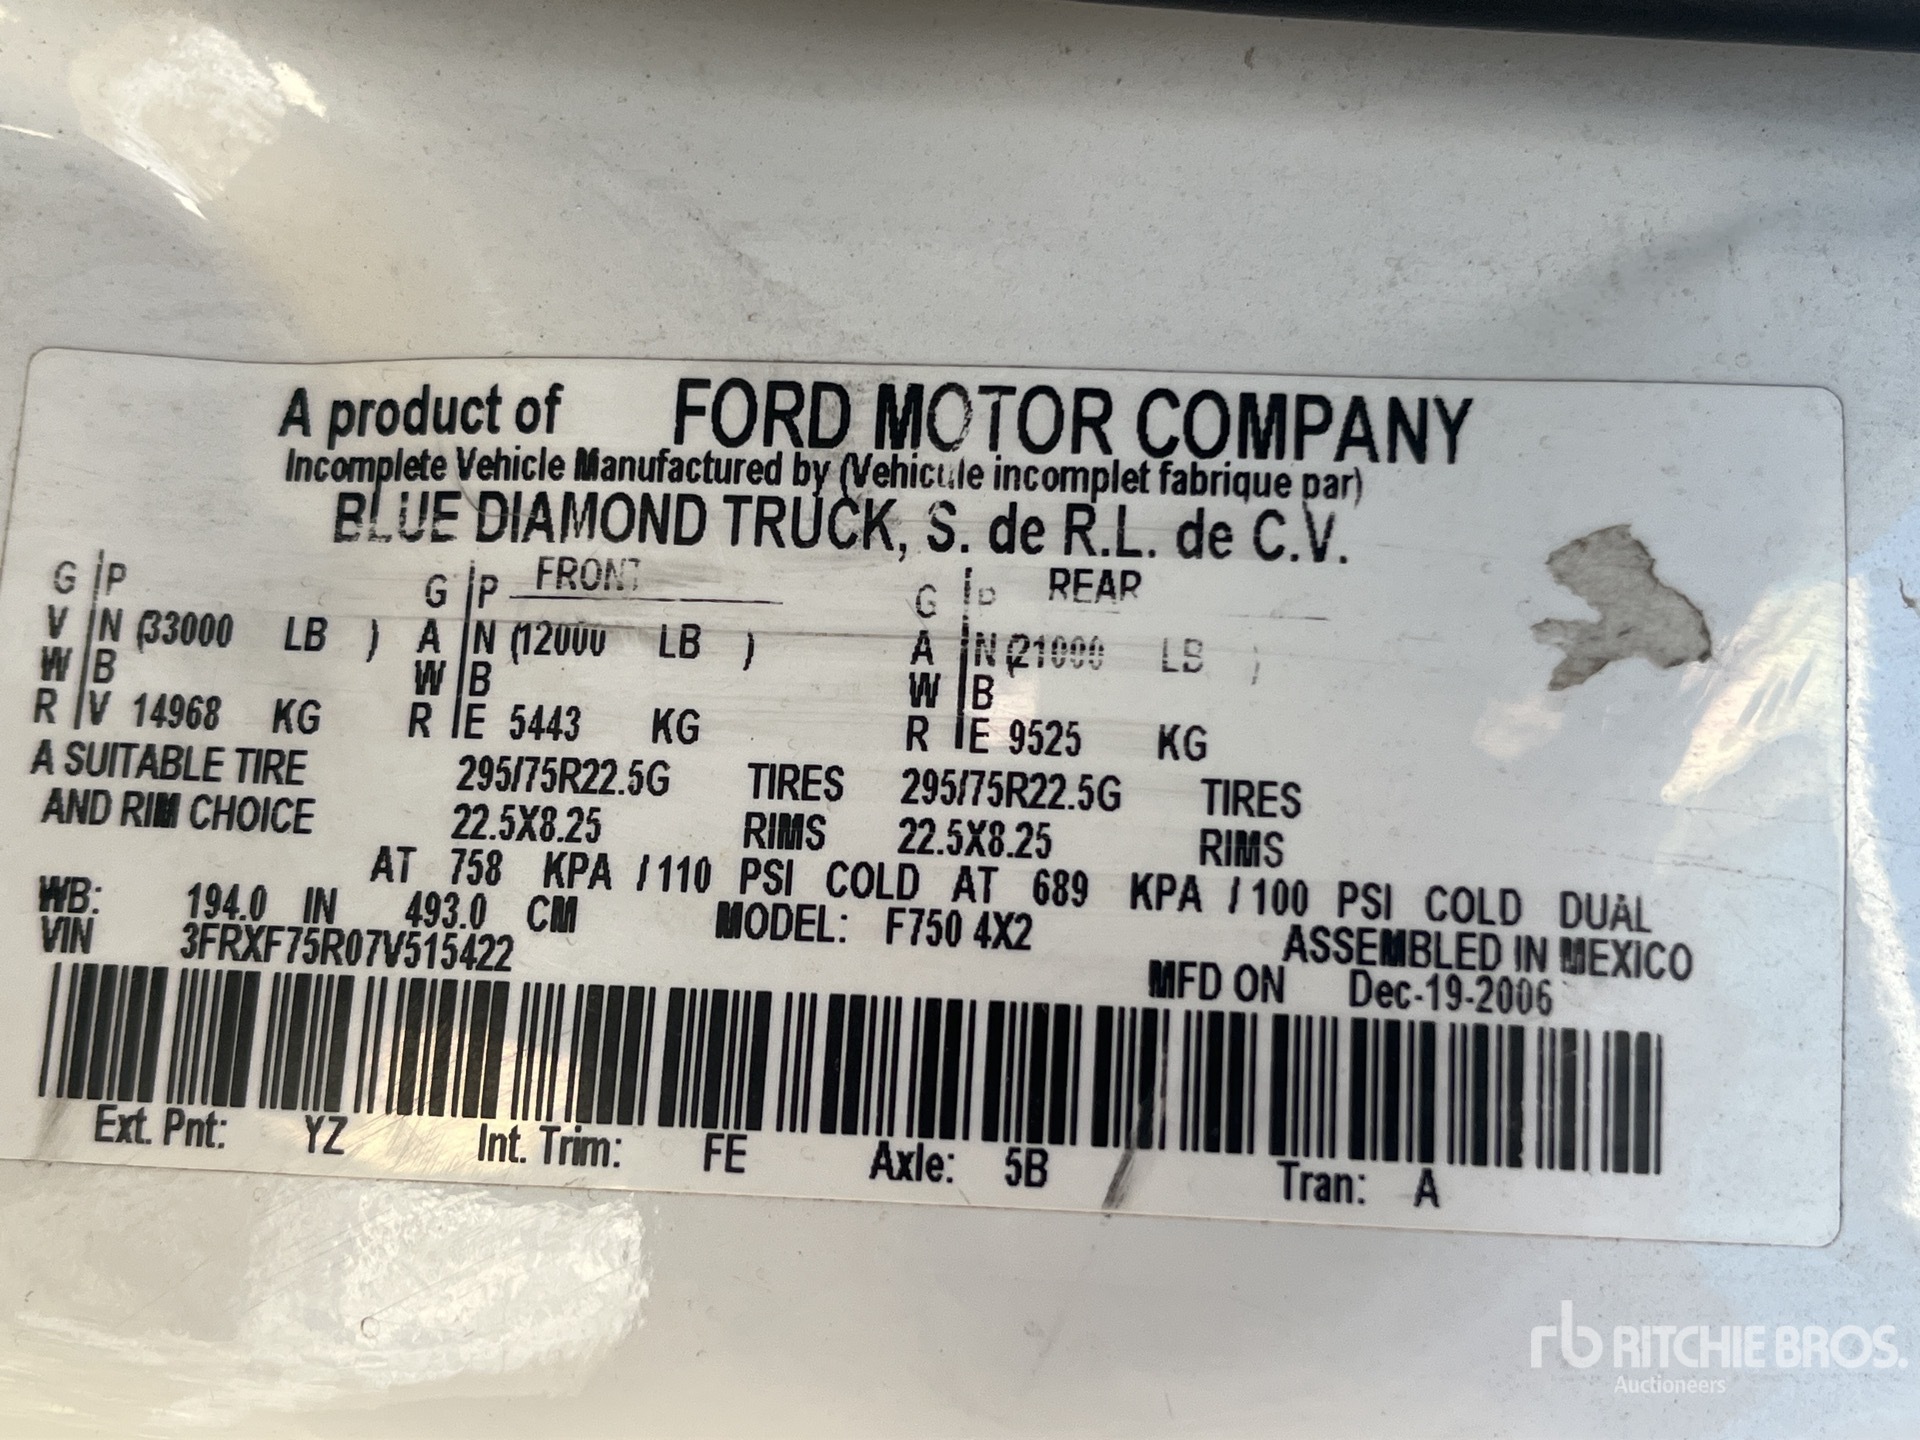 A product of FORD MOTOR COMPANY
Incomplete Vehicle Manufactured by (Vehicule incomplet fabrique par)
BLUE DIAMOND TRUCK, S. de R.L. de C.V.
G P G P FRONT G P REAR
V N (33000 LB ) A N (12000 LB ) A N (21000 LB )
W B W B W B
R V 14968 KG R E 5443 KG R E 9525 KG
A SUITABLE TIRE 295/75R22.5G TIRES 295/75R22.5G TIRES
AND RIM CHOICE 22.5X8.25 RIMS 22.5X8.25 RIMS
AT 758 KPA / 110 PSI COLD AT 689 KPA / 100 PSI COLD DUAL
WB: 194.0 IN 493.0 CM MODEL: F750 4X2 ASSEMBLED IN MEXICO
VIN 3FRXF75R07V515422 MFD ON Dec-19-2006
Ext. Pnt: YZ Int. Trim: FE Axle: 5B Tran: A
rb RITCHIE BROS.
Auctioneers